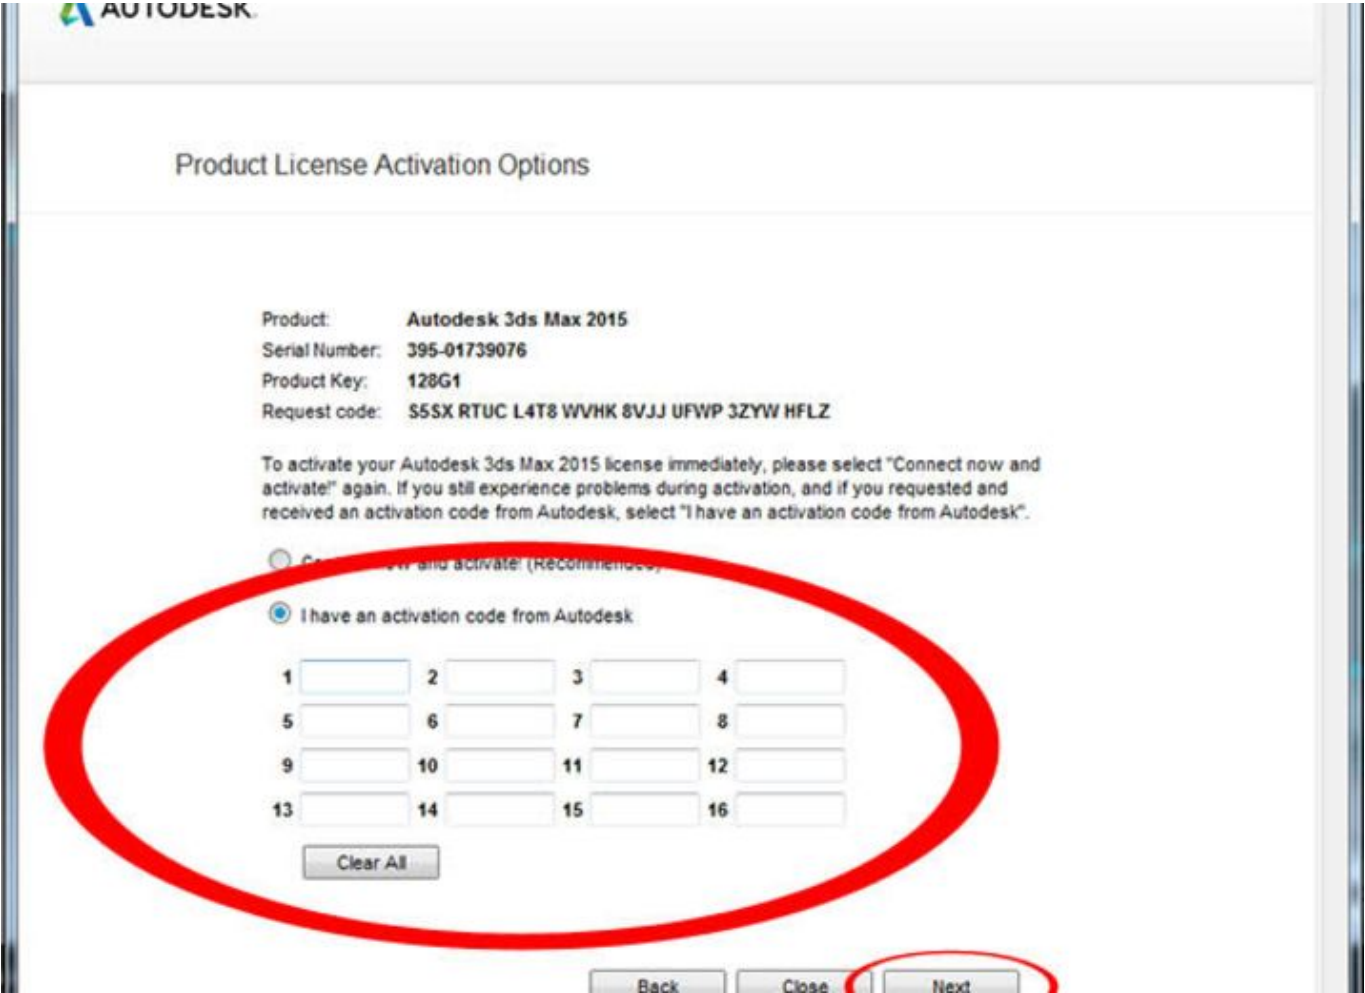 AUTODESK.
Product License Activation Options
Product: Autodesk 3ds Max 2015
Serial Number: 395-01739076
Product Key: 128G1
Request code: S5SX RTUC L4T8 WVHK 8VJJ UFWP 3ZYW HFLZ
To activate your Autodesk 3ds Max 2015 license immediately, please select "Connect now and
activate!" again. If you still experience problems during activation, and if you requested and
received an activation code from Autodesk, select "I have an activation code from Autodesk".
and activate! (Recommended)
I have an activation code from Autodesk
1 2 3 4
5 6 7 8
9 10 11 12
13 14 15 16
Clear All
Back Close Next